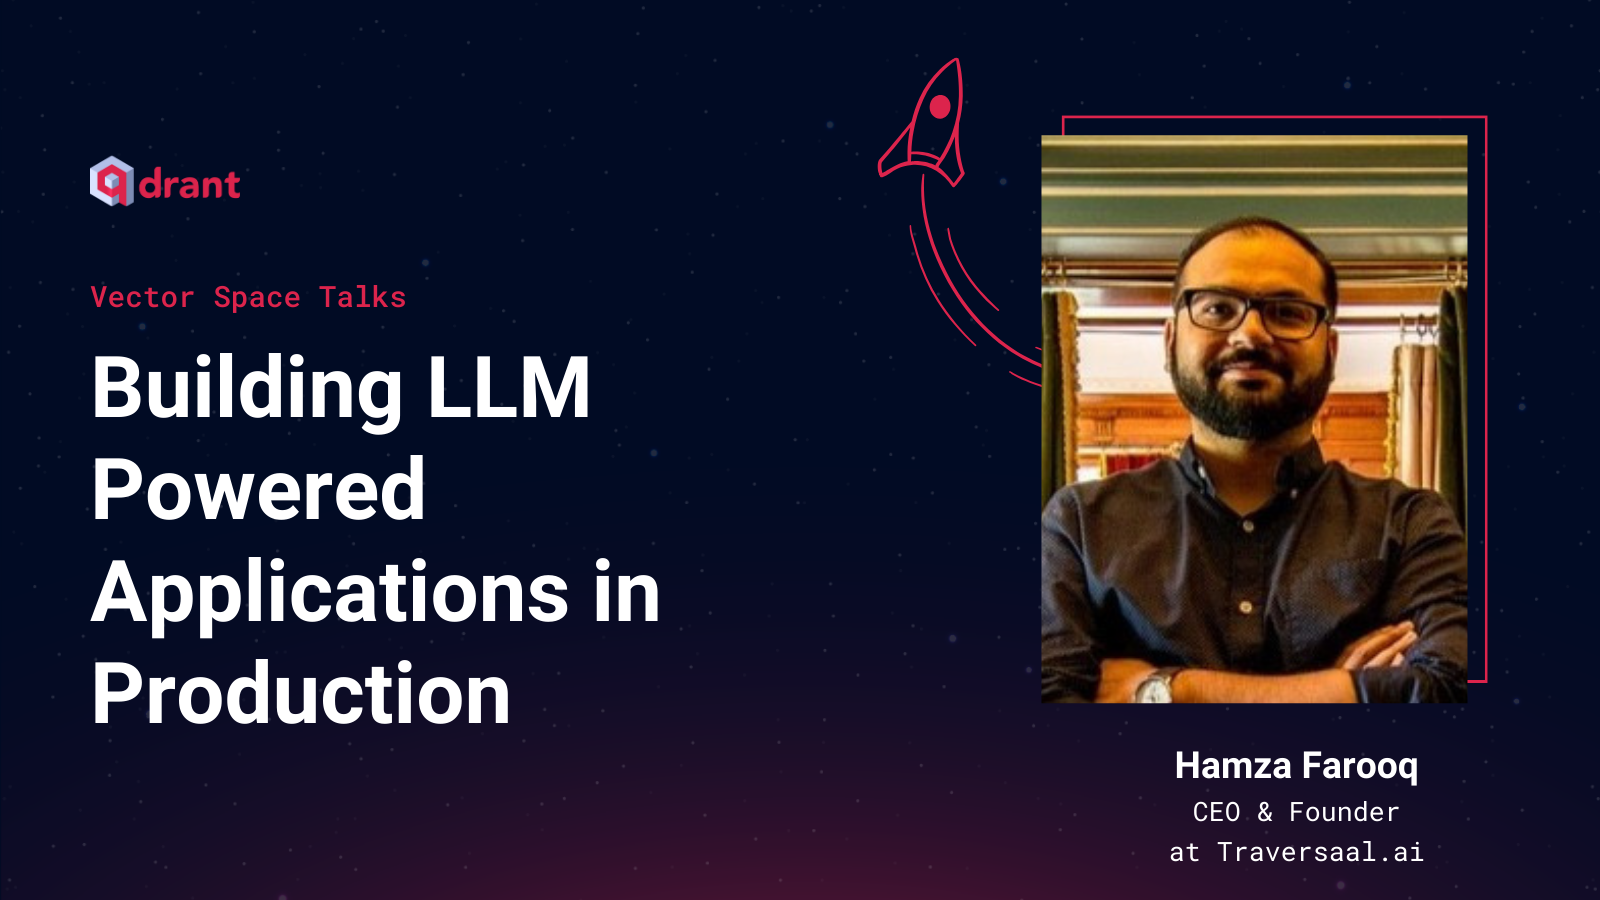 qdrant
Vector Space Talks
Building LLM
Powered
Applications in
Production
Hamza Farooq
CEO & Founder
at Traversaal.ai